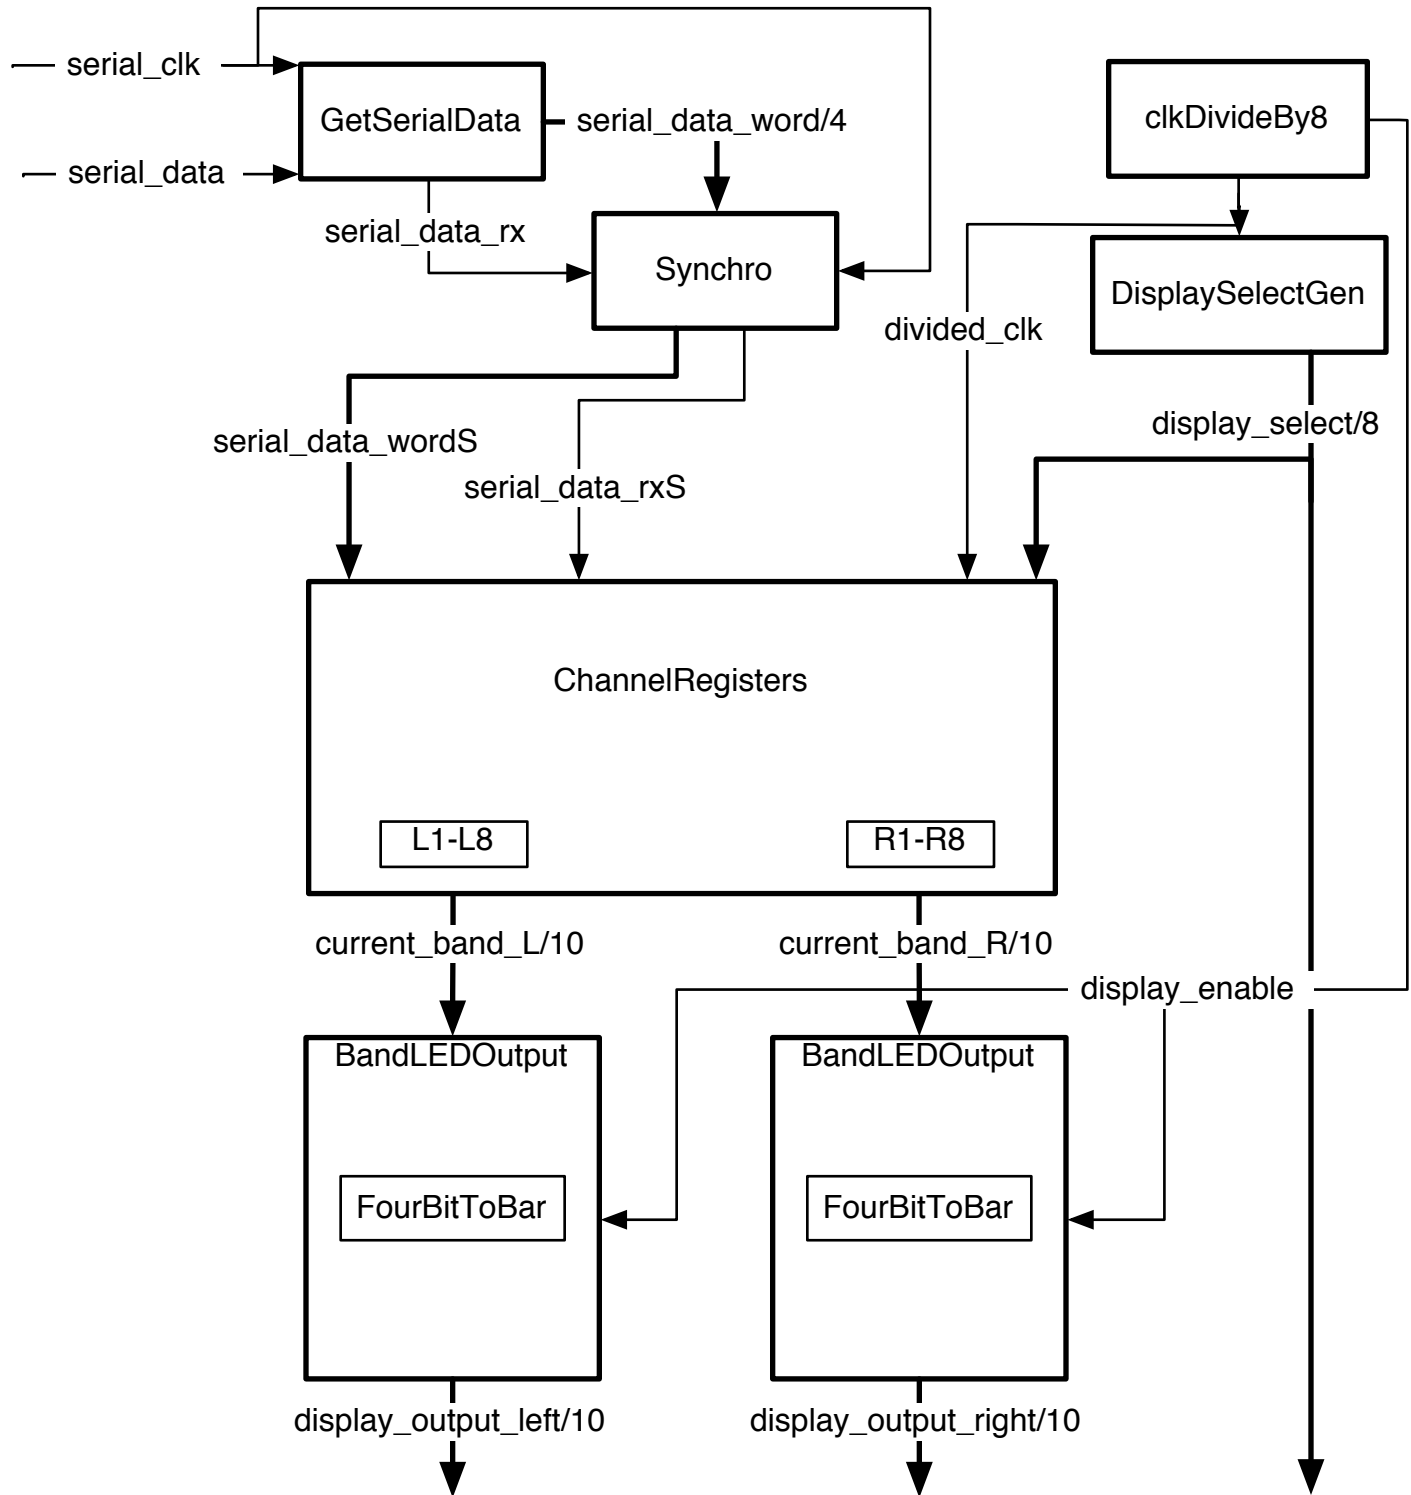 serial_clk
GetSerialData
serial_data_word/4
clkDivideBy8
serial_data
serial_data_rx
Synchro
DisplaySelectGen
divided_clk
display_select/8
serial_data_wordS
serial_data_rxS
ChannelRegisters
L1-L8
R1-R8
current_band_L/10
current_band_R/10
display_enable
BandLEDOutput
BandLEDOutput
FourBitToBar
FourBitToBar
display_output_left/10
display_output_right/10